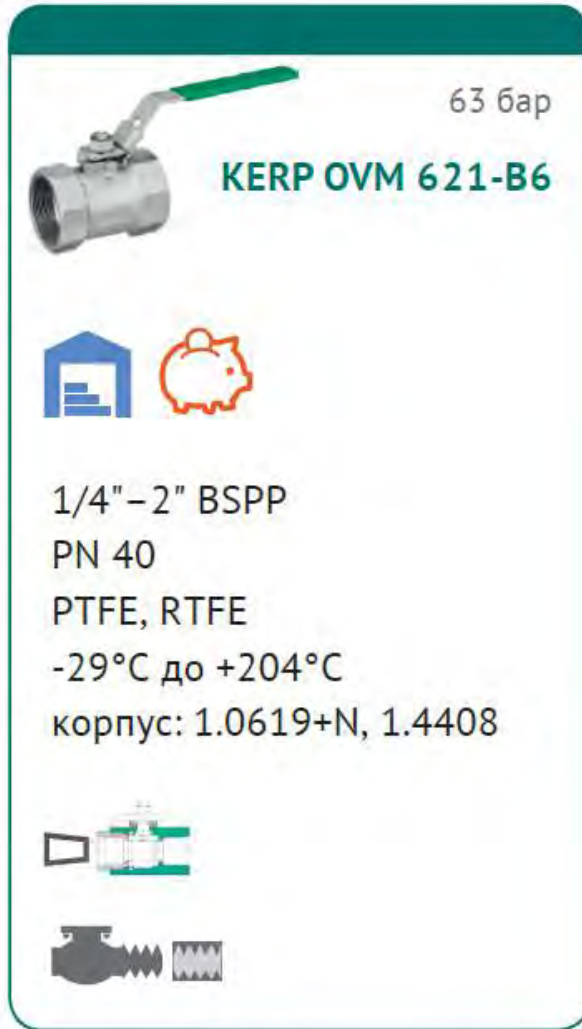 63 бар
KERP OVM 621-B6
1/4"–2" BSPP
PN 40
PTFE, RTFE
-29°C до +204°C
корпус: 1.0619+N, 1.4408